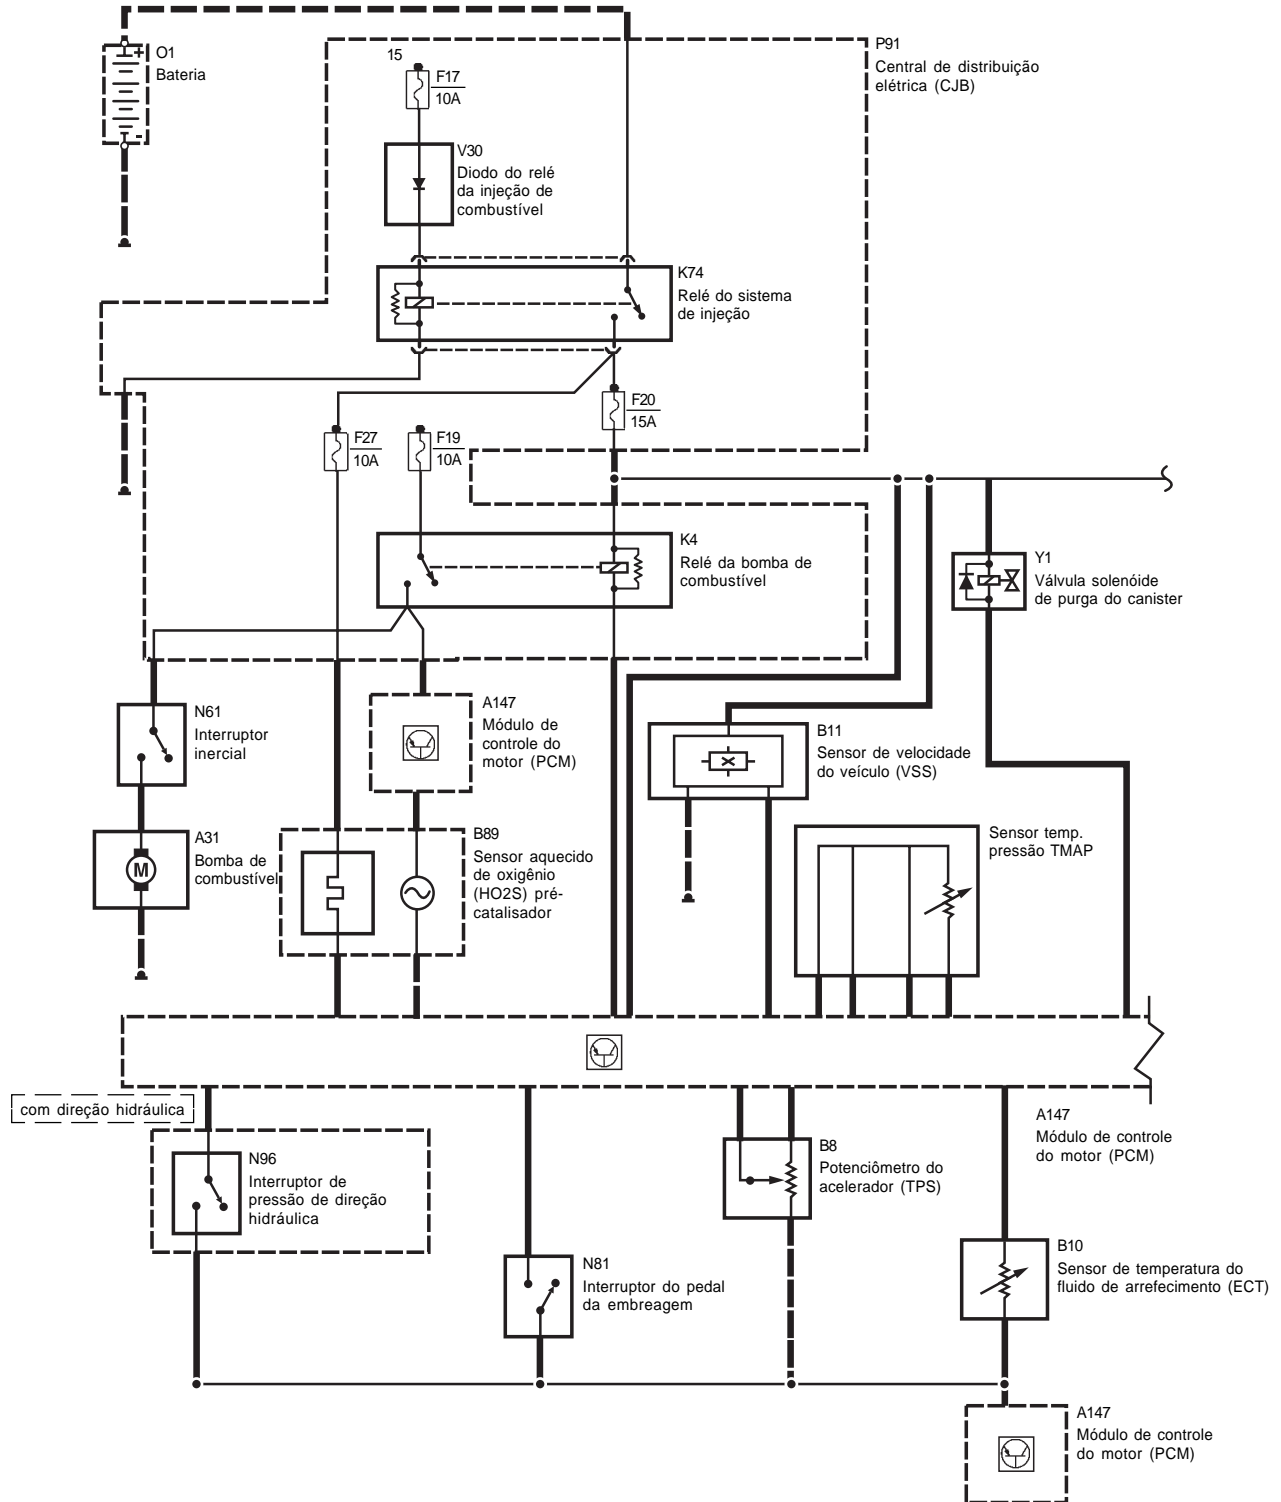 O1
Bateria
+
-
15
F17
10A
P91
Central de distribuição
elétrica (CJB)
V30
Diodo do relé
da injeção de
combustível
K74
Relé do sistema
de injeção
F20
15A
F27
10A
F19
10A
K4
Relé da bomba de
combustível
Y1
Válvula solenóide
de purga do canister
N61
Interruptor
inercial
A147
Módulo de
controle do
motor (PCM)
B11
Sensor de velocidade
do veículo (VSS)
A31
Bomba de
combustível
M
B89
Sensor aquecido
de oxigênio
(HO2S) pré-
catalisador
Sensor temp.
pressão TMAP
com direção hidráulica
N96
Interruptor de
pressão de direção
hidráulica
B8
Potenciômetro do
acelerador (TPS)
A147
Módulo de controle
do motor (PCM)
N81
Interruptor do pedal
da embreagem
B10
Sensor de temperatura do
fluido de arrefecimento (ECT)
A147
Módulo de controle
do motor (PCM)